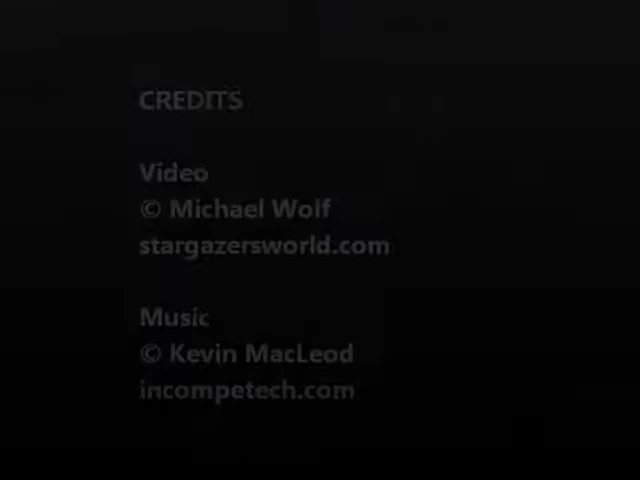 CREDITS
Video
© Michael Wolf
stargazersworld.com
Music
© Kevin MacLeod
incompetech.com